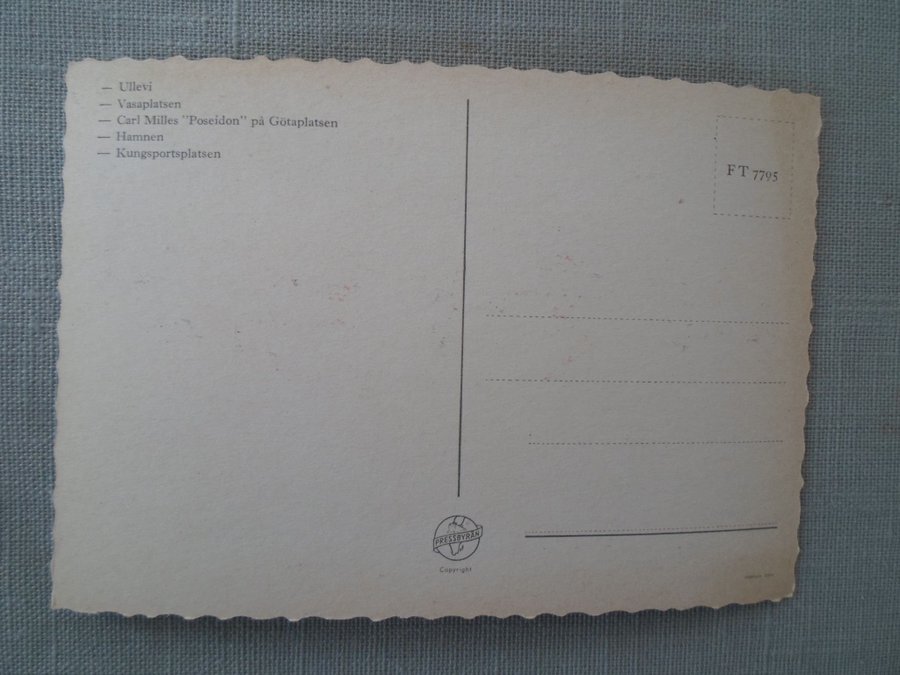 — Ullevi
— Vasaplatsen
— Carl Milles "Poseidon" på Götaplatsen
— Hamnen
— Kungsportsplatsen
FT 7795
PRESSBYRÅN
Copyright